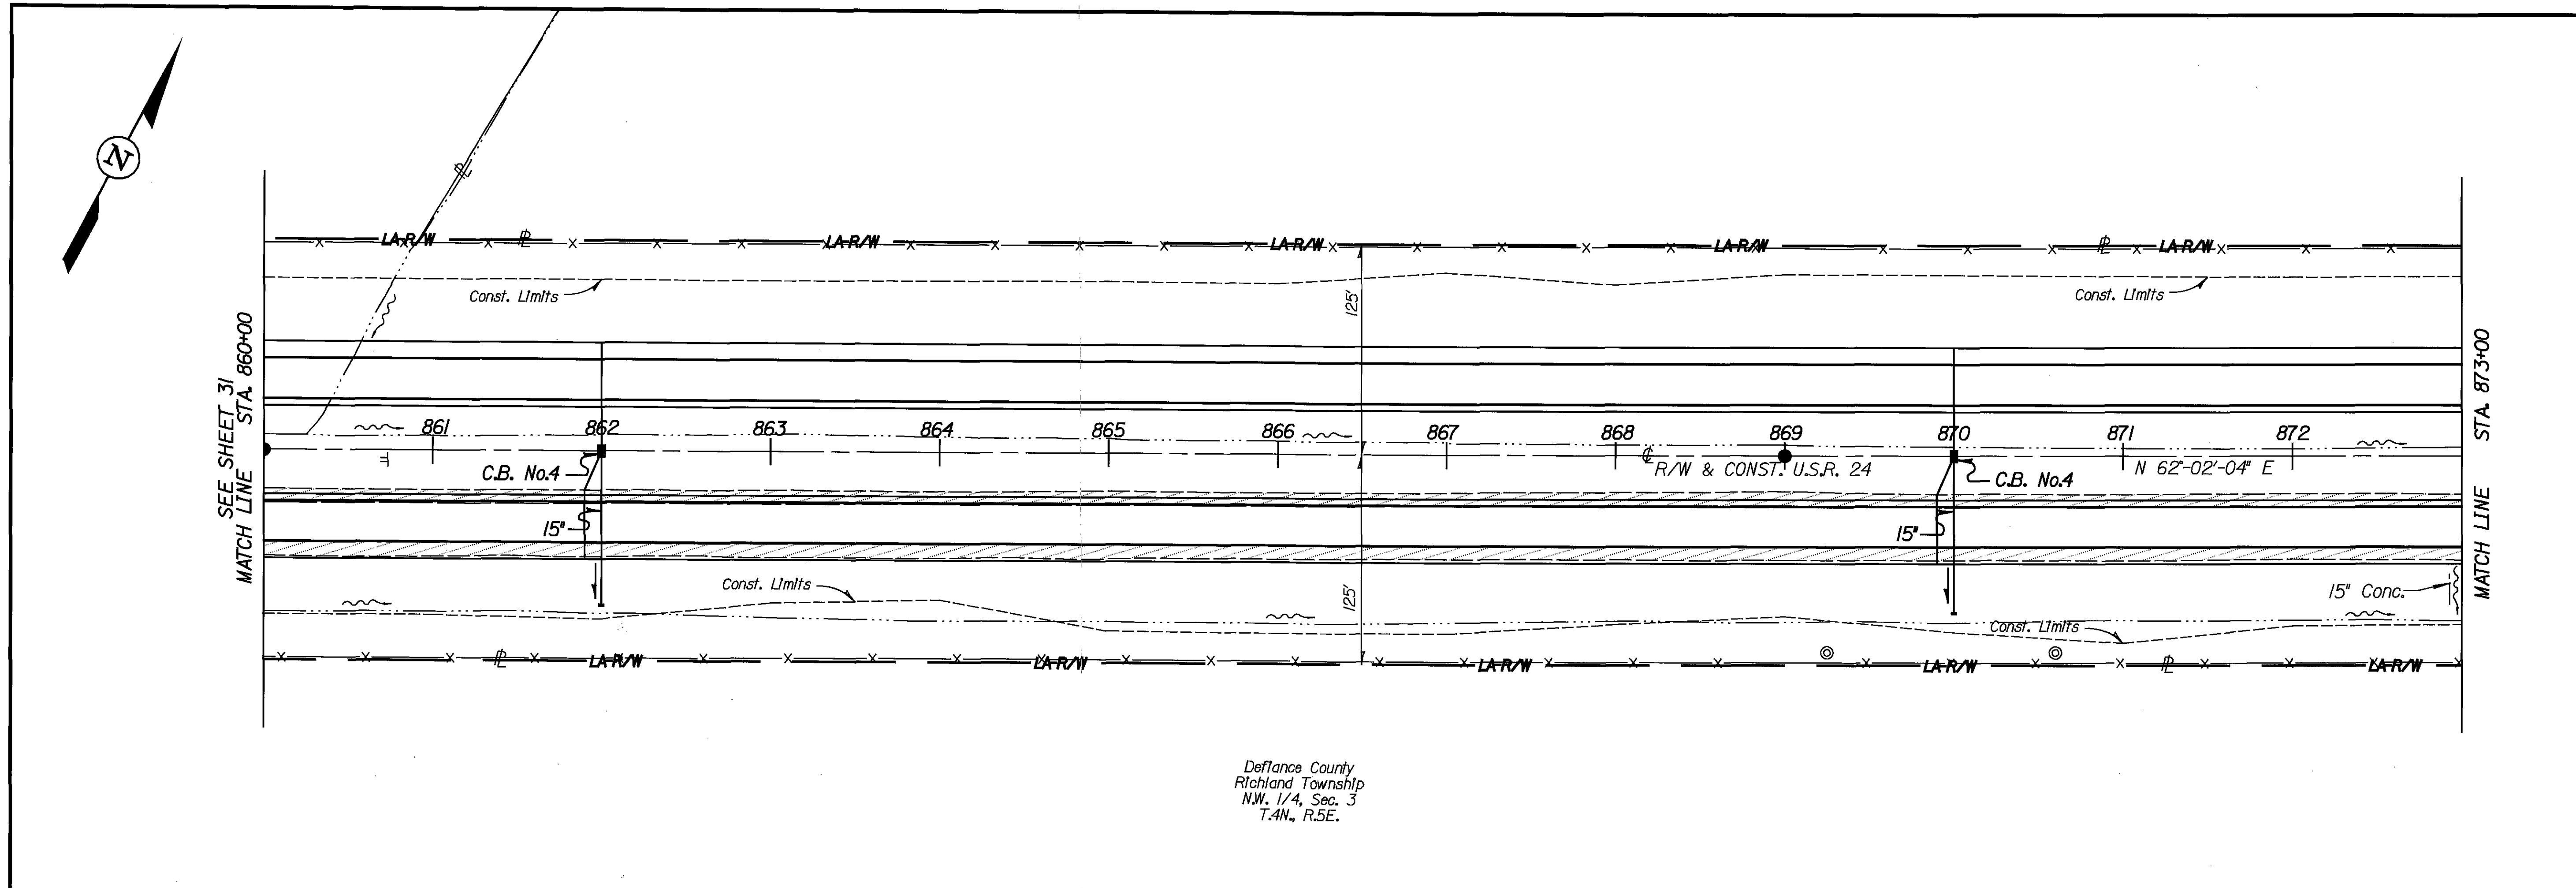 N
LA R/W
LA R/W
LA R/W
LA R/W
LA R/W
Const. Limits
Const. Limits
125'
SEE SHEET 31
MATCH LINE STA. 860+00
861
862
863
864
865
866
867
868
869
870
871
872
C.B. No.4
R/W & CONST. U.S.R. 24
C.B. No.4
N 62°-02'-04" E
MATCH LINE STA. 873+00
15"
15"
Const. Limits
125'
15" Conc.
Const. Limits
LA R/W
LA R/W
LA R/W
LA R/W
LA R/W
Defiance County
Richland Township
N.W. 1/4, Sec. 3
T.4N., R.5E.